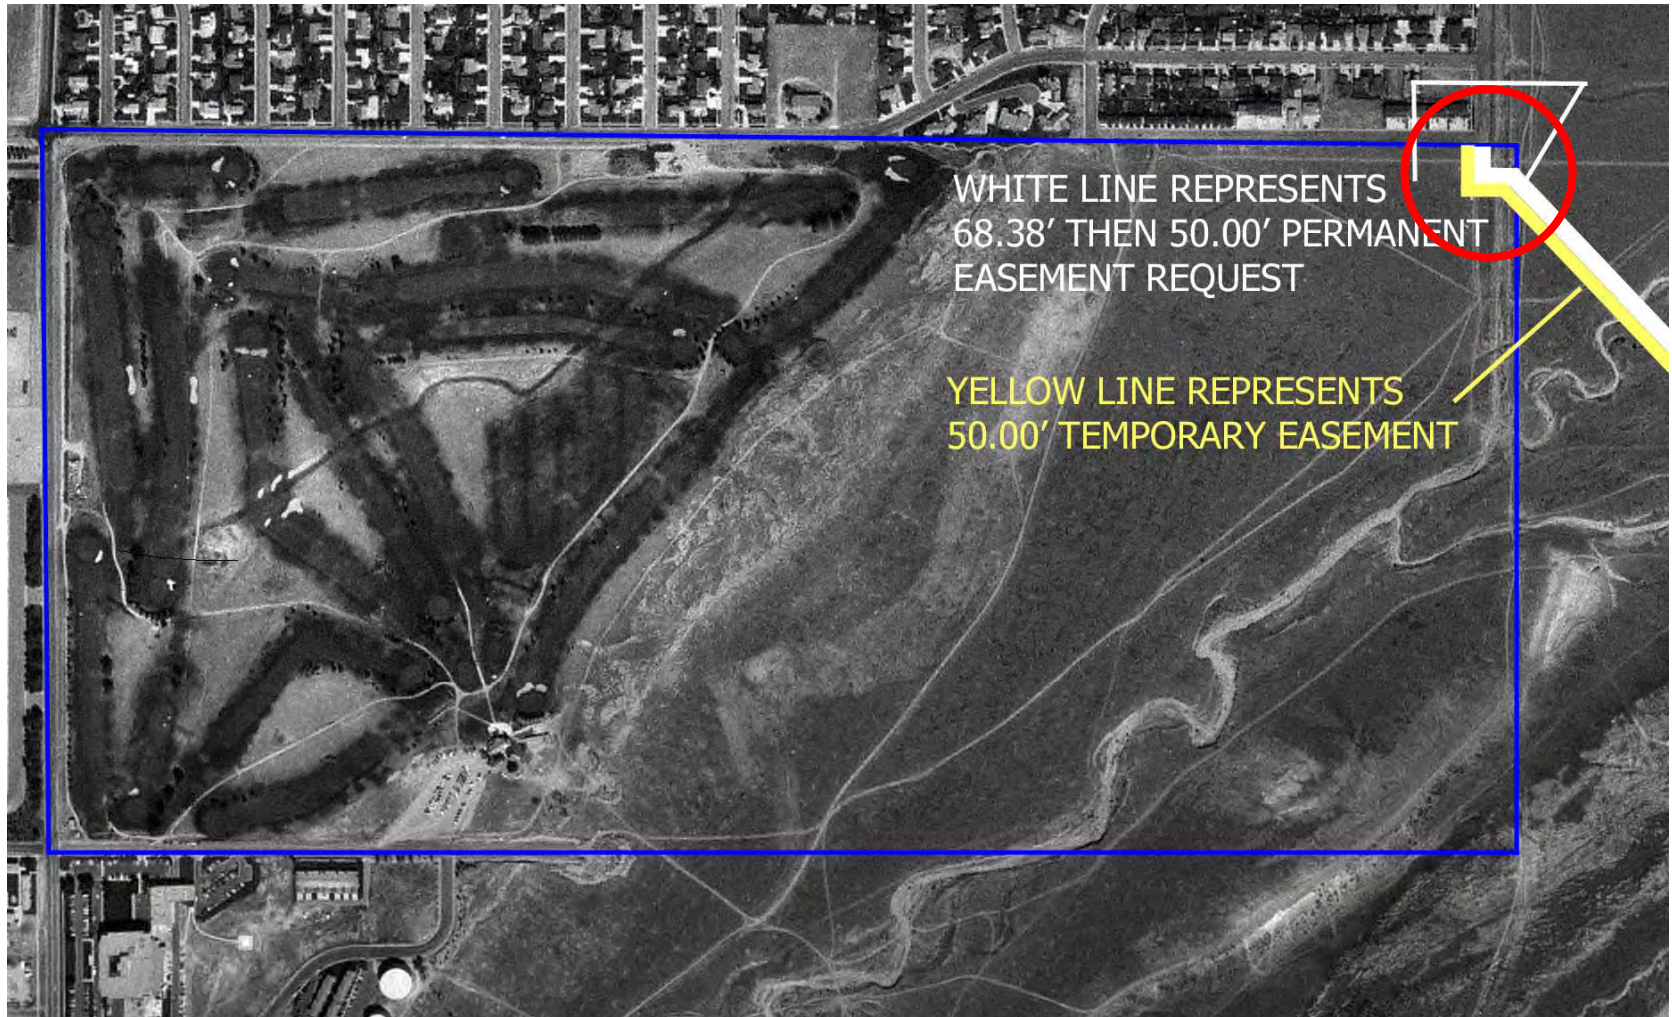 WHITE LINE REPRESENTS
68.38' THEN 50.00' PERMANENT
EASEMENT REQUEST
YELLOW LINE REPRESENTS
50.00' TEMPORARY EASEMENT